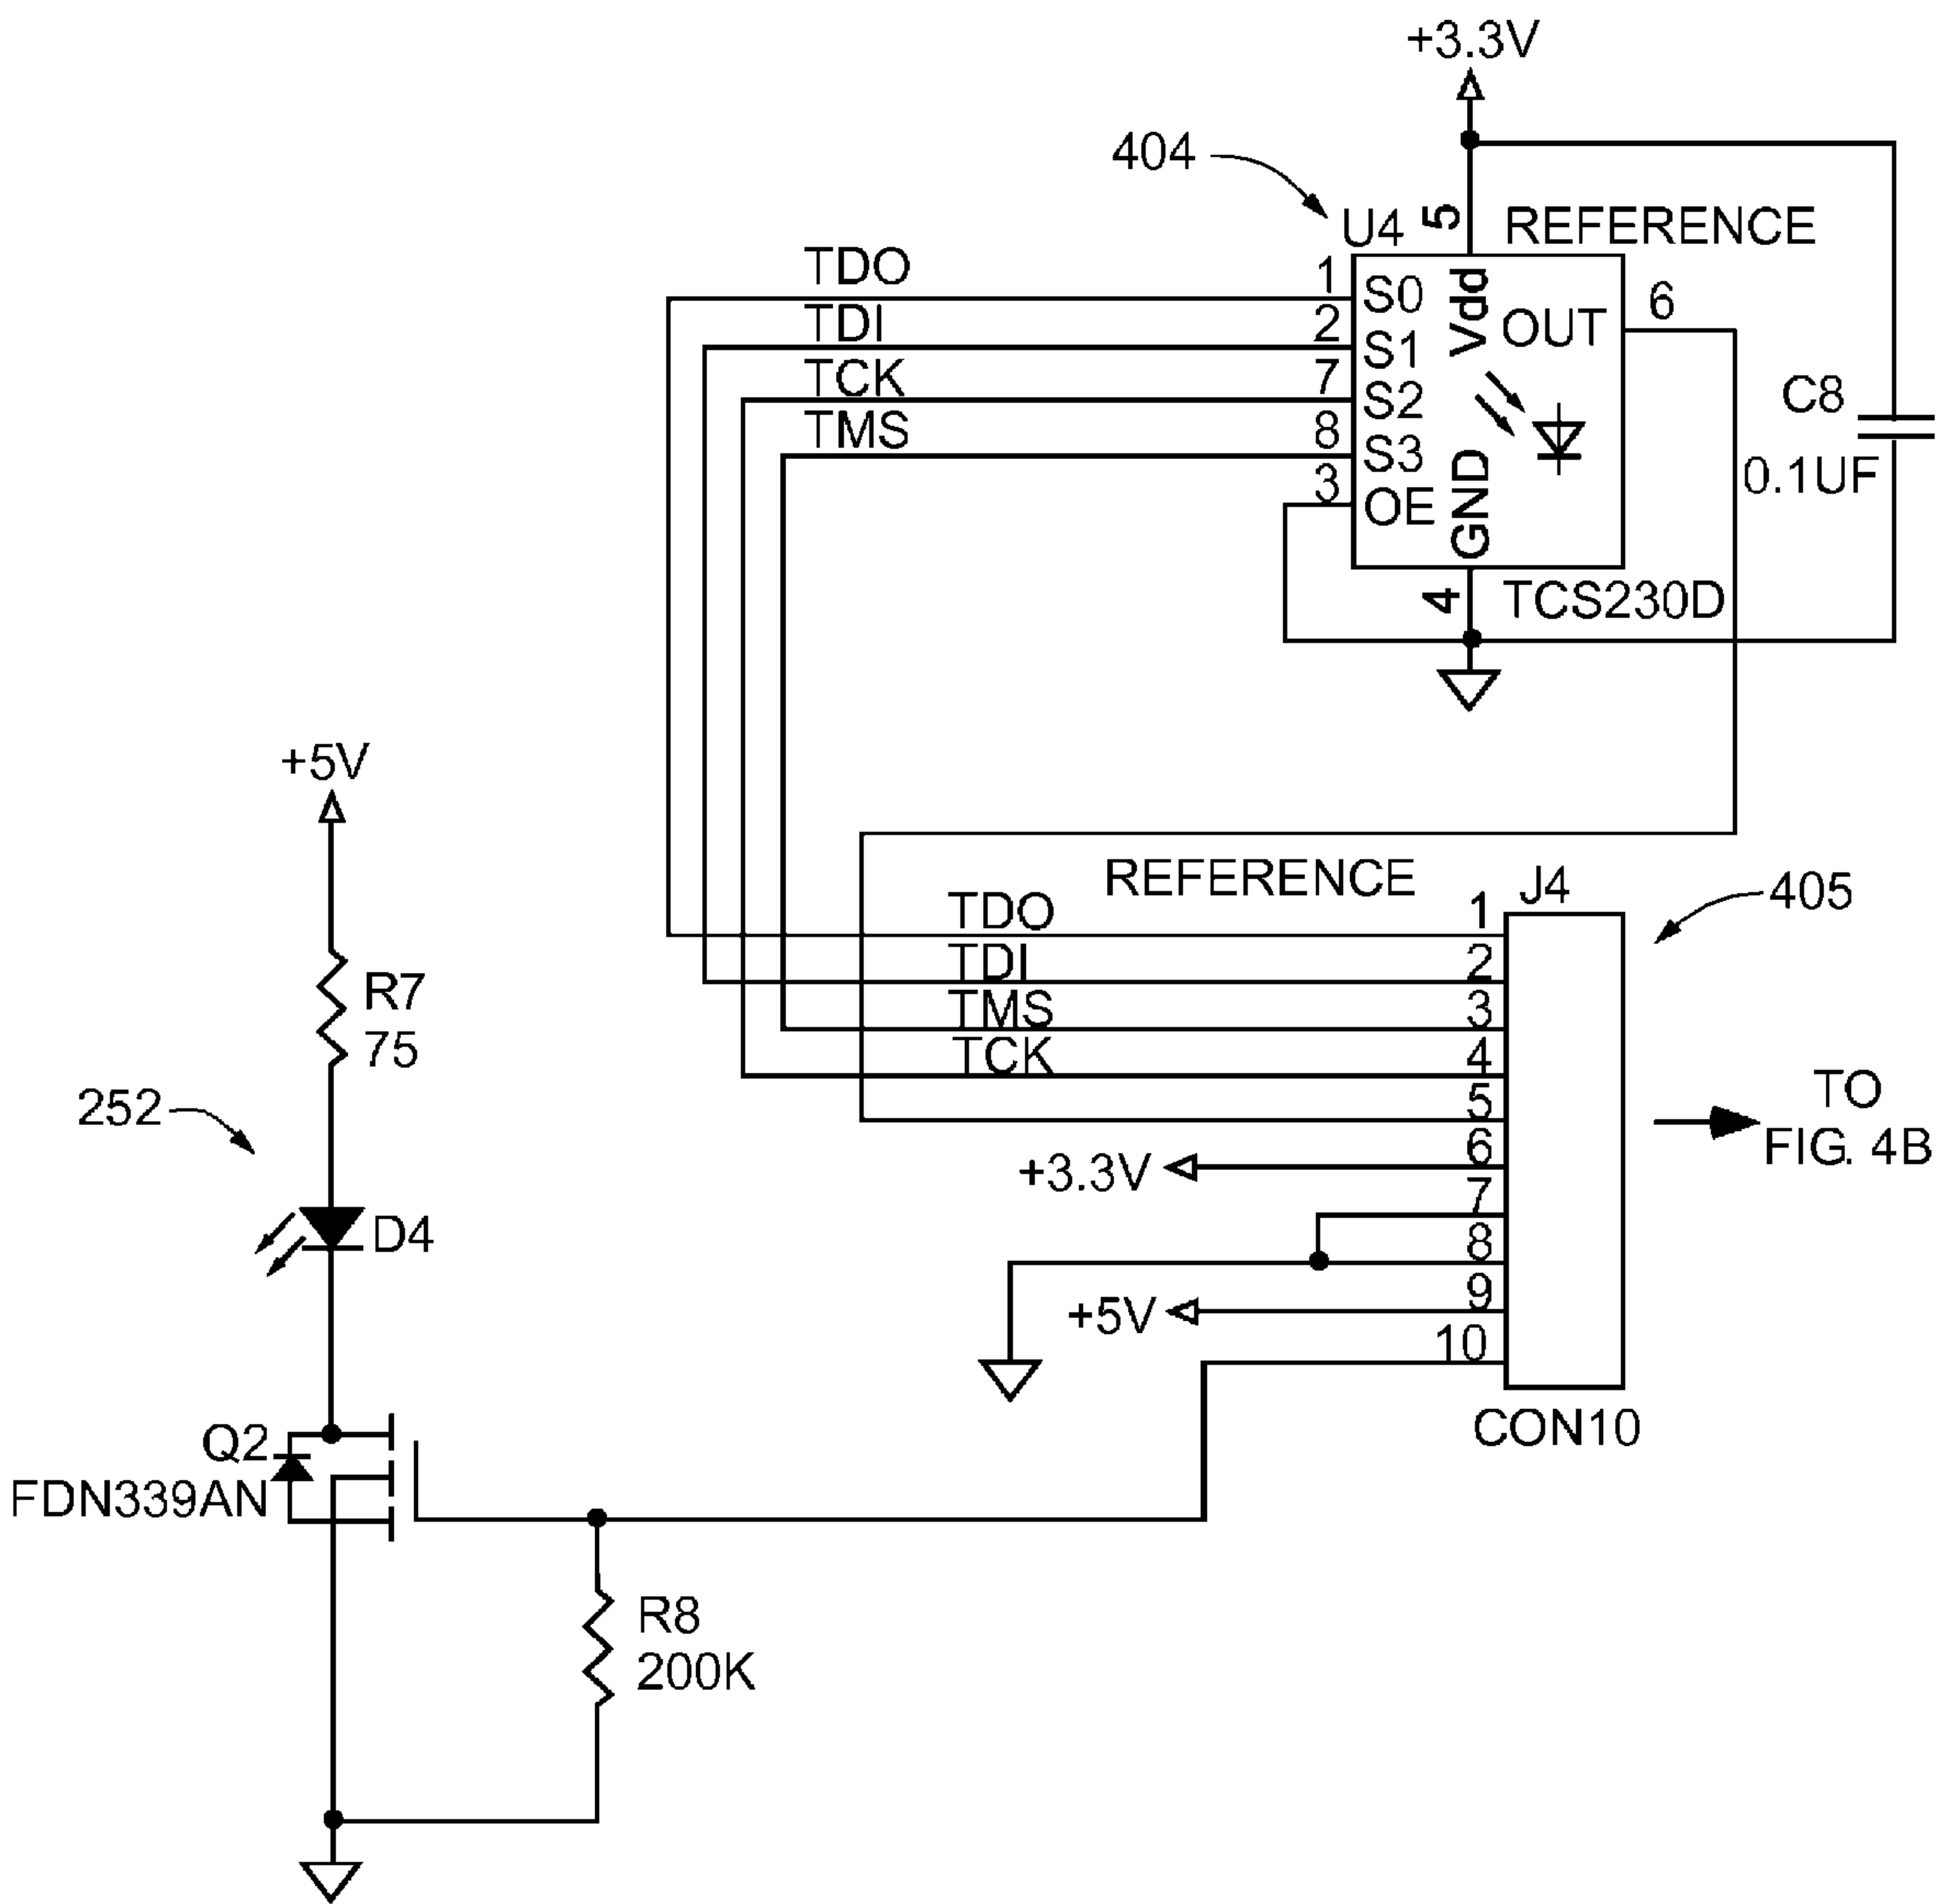 +3.3V
404
U4
5
REFERENCE
TDO
1
S0
Vdd
OUT
6
TDI
2
S1
TCK
7
S2
TMS
8
S3
3
OE
GND
C8
0.1UF
4
TCS230D
+5V
R7
75
252
D4
REFERENCE
J4
405
TDO
1
TDI
2
TMS
3
TCK
4
5
+3.3V
6
7
8
+5V
9
10
CON10
TO
FIG. 4B
Q2
FDN339AN
R8
200K